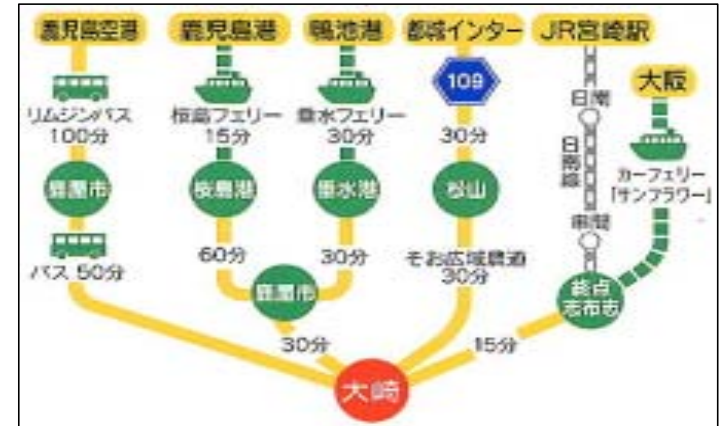 鹿児島空港
鹿児島港
鴨池港
都城インター
JR宮崎駅
大阪
109
リムジンバス
100分
桜島フェリー
15分
垂水フェリー
30分
30分
日南
日南線
カーフェリー
「サンフラワー」
鹿屋市
桜島港
垂水港
松山
串間
バス 50分
60分
30分
そお広域農道
30分
鹿屋市
終点
志布志
30分
15分
大崎